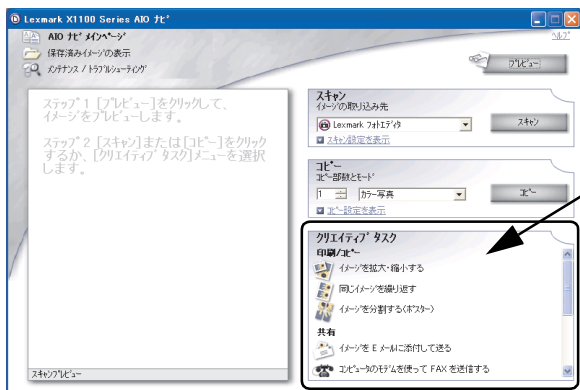 Lexmark X1100 Series AIO ナビ
AIO ナビ メインページ
ヘルプ
保存済みイメージの表示
メンテナンス / トラブルシューティング
プレビュー
ステップ 1 [プレビュー]をクリックして、
イメージをプレビューします。
ステップ 2 [スキャン]または[コピー]をクリック
するか、[クリエイティブ タスク]メニューを選択
します。
スキャンプレビュー
スキャン
イメージの取り込み先
Lexmark フォトエディタ
スキャン
スキャン設定を表示
コピー
コピー部数とモード
1
カラー写真
コピー
コピー設定を表示
クリエイティブ タスク
印刷/コピー
イメージを拡大・縮小する
同じイメージを繰り返す
イメージを分割する(ポスター)
共有
イメージを E メールに添付して送る
コンピュータのモデムを使って FAX を送信する